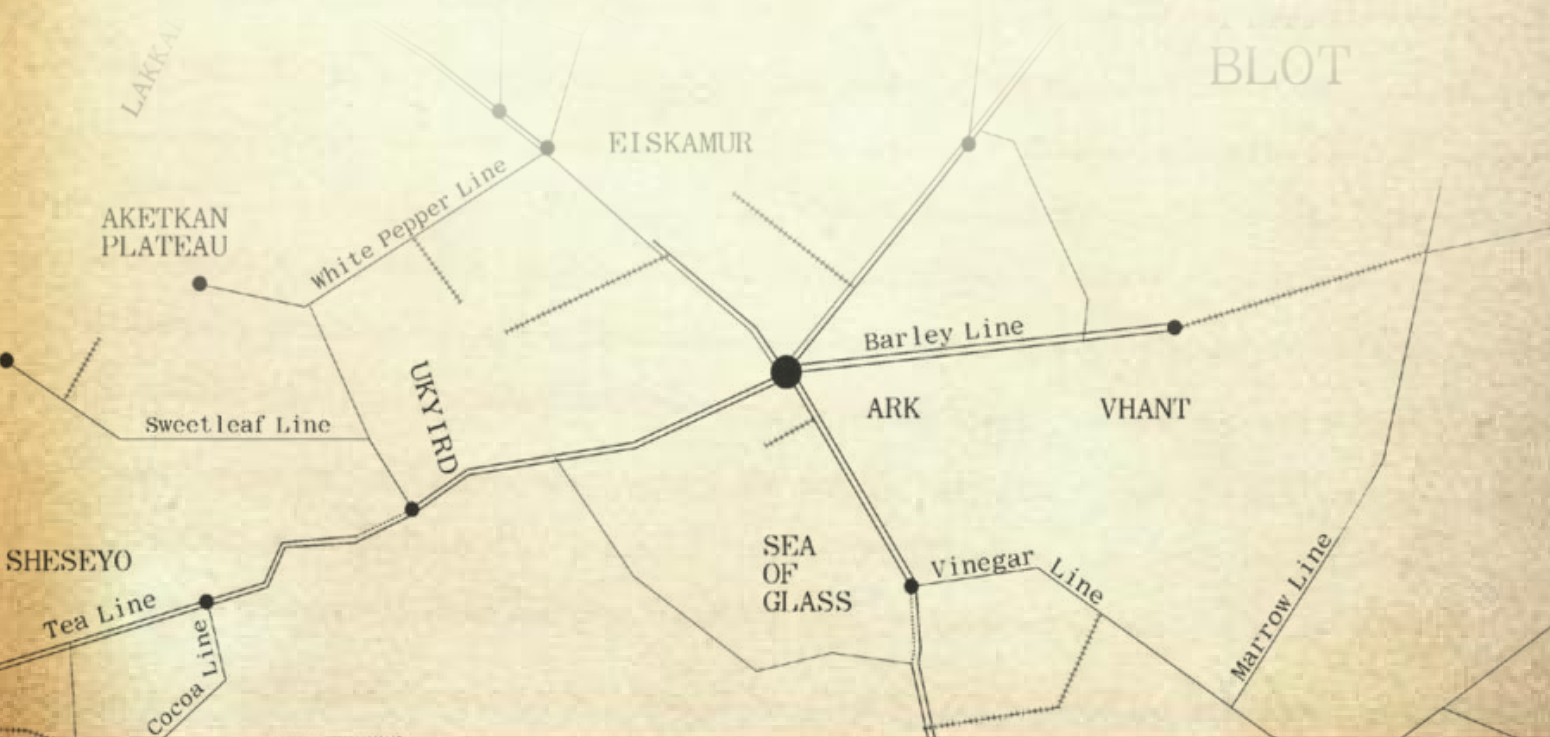 BLOT
EISKAMUR
White Pepper Line
AKETKAN
PLATEAU
Barley Line
UKYIRD
ARK
VHANT
Sweetleaf Line
SEA
OF
GLASS
SHESEYO
Vinegar Line
Tea Line
Marrow Line
Cocoa Line